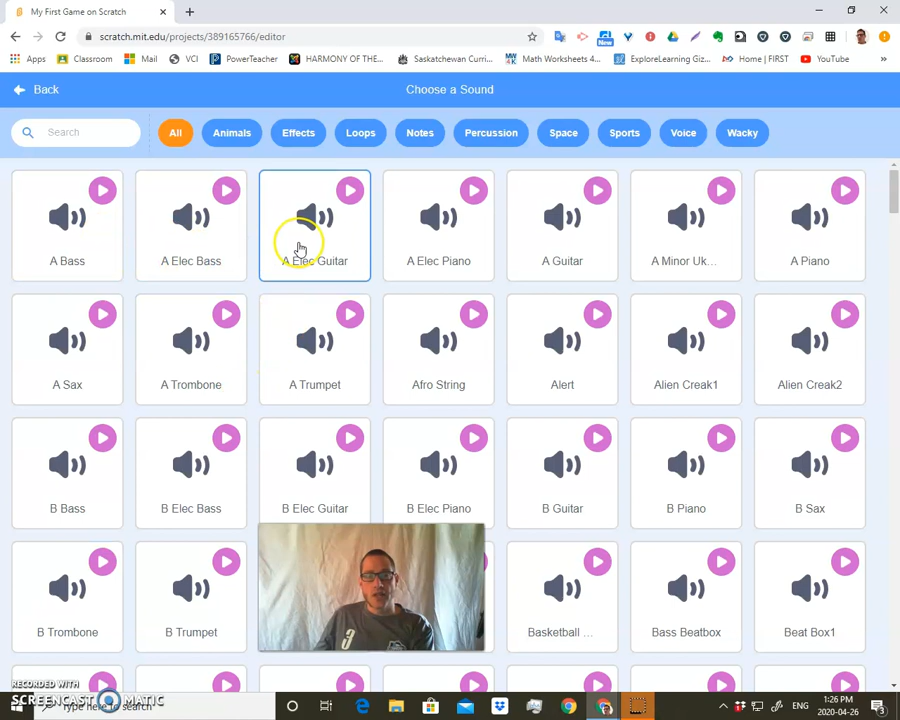 My First Game on Scratch
scratch.mit.edu/projects/389165766/editor
Apps
Classroom
Mail
VCI
PowerTeacher
HARMONY OF THE...
Saskatchewan Curri...
Math Worksheets 4...
ExploreLearning Giz...
Home | FIRST
YouTube
»
Back
Choose a Sound
Search
All
Animals
Effects
Loops
Notes
Percussion
Space
Sports
Voice
Wacky
A Bass
A Elec Bass
A Elec Guitar
A Elec Piano
A Guitar
A Minor Uk...
A Piano
A Sax
A Trombone
A Trumpet
Afro String
Alert
Alien Creak1
Alien Creak2
B Bass
B Elec Bass
B Elec Guitar
B Elec Piano
B Guitar
B Piano
B Sax
B Trombone
B Trumpet
Basketball ...
Bass Beatbox
Beat Box1
3
RECORDED WITH
SCREENCAST MATIC
Type here to search
ENG
1:26 PM
2020-04-26
3